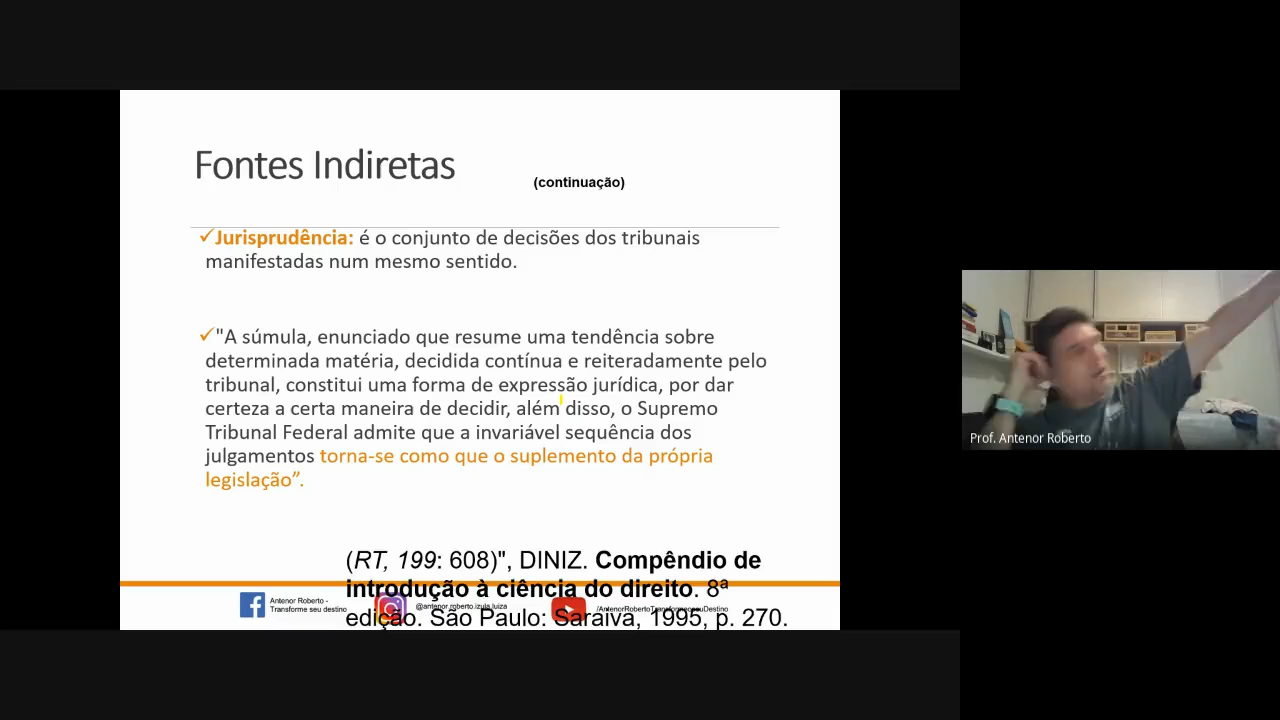 Fontes Indiretas
(continuação)
✓Jurisprudência: é o conjunto de decisões dos tribunais
manifestadas num mesmo sentido.
✓"A súmula, enunciado que resume uma tendência sobre
determinada matéria, decidida contínua e reiteradamente pelo
tribunal, constitui uma forma de expressão jurídica, por dar
certeza a certa maneira de decidir, além disso, o Supremo
Tribunal Federal admite que a invariável sequência dos
julgamentos torna-se como que o suplemento da própria
legislação”.
(RT, 199: 608)", DINIZ. Compêndio de
introdução à ciência do direito. 8ª
edição. São Paulo: Saraiva, 1995, p. 270.
Antenor Roberto -
Transforme seu destino
@antenor.roberto.izula.luiza
Prof. Antenor Roberto